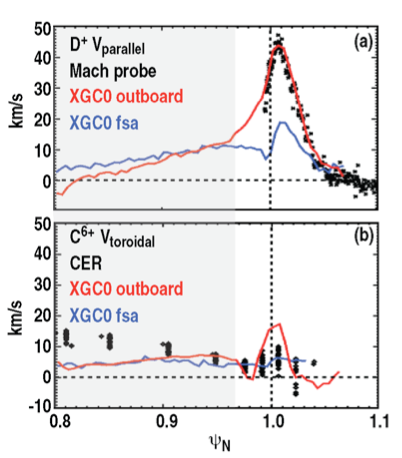 50
40
30
20
10
0
km/s
(a)
D⁺ Vparallel
Mach probe
XGC0 outboard
XGC0 fsa
50
40
30
20
10
0
-10
km/s
(b)
C⁶⁺ Vtoroidal
CER
XGC0 outboard
XGC0 fsa
0.8 0.9 1.0 1.1
ψN